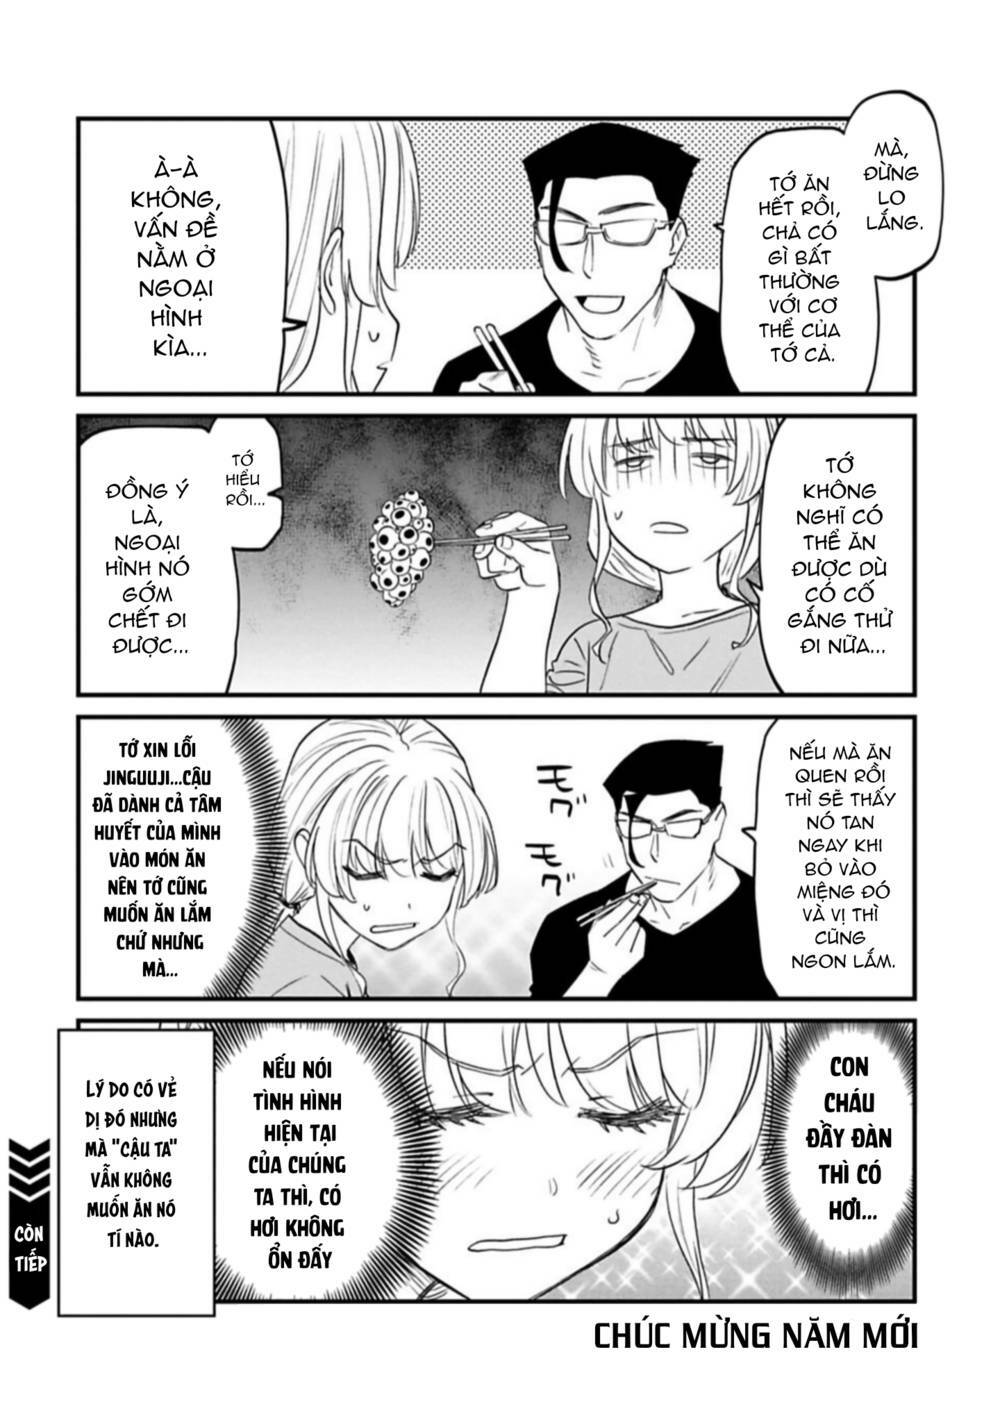 MÀ,
ĐỪNG
LO
LẮNG.
TỚ ĂN
HẾT RỒI,
CHẢ CÓ
GÌ BẤT
THƯỜNG
VỚI CƠ
THỂ CỦA
TỚ CẢ.
À-À
KHÔNG,
VẤN ĐỀ
NẰM Ở
NGOẠI
HÌNH
KÌA...
TỚ
KHÔNG
NGHĨ CÓ
THỂ ĂN
ĐƯỢC DÙ
CÓ CỐ
GẮNG THỬ
ĐI NỮA...
TỚ
HIỂU
RỒI...
ĐỒNG Ý
LÀ,
NGOẠI
HÌNH NÓ
GỚM
CHẾT ĐI
ĐƯỢC...
NẾU MÀ ĂN
QUEN RỒI
THÌ SẼ THẤY
NÓ TAN
NGAY KHI
BỎ VÀO
MIỆNG ĐÓ
VÀ VỊ THÌ
CŨNG
NGON LẮM.
モグ
モグ
TỚ XIN LỖI
JINGUUJI...CẬU
ĐÃ DÀNH CẢ TÂM
HUYẾT CỦA MÌNH
VÀO MÓN ĂN
NÊN TỚ CŨNG
MUỐN ĂN LẮM
CHỨ NHƯNG
MÀ...
CON
CHÁU
ĐẦY ĐÀN
THÌ CÓ
HƠI...
NẾU NÓI
TÌNH HÌNH
HIỆN TẠI
CỦA CHÚNG
TA THÌ, CÓ
HƠI KHÔNG
ỔN ĐẤY
LÝ DO CÓ VẺ
DỊ ĐÓ NHƯNG
MÀ "CẬU TA"
VẪN KHÔNG
MUỐN ĂN NÓ
TÍ NÀO.
CÒN
TIẾP
CHÚC MỪNG NĂM MỚI